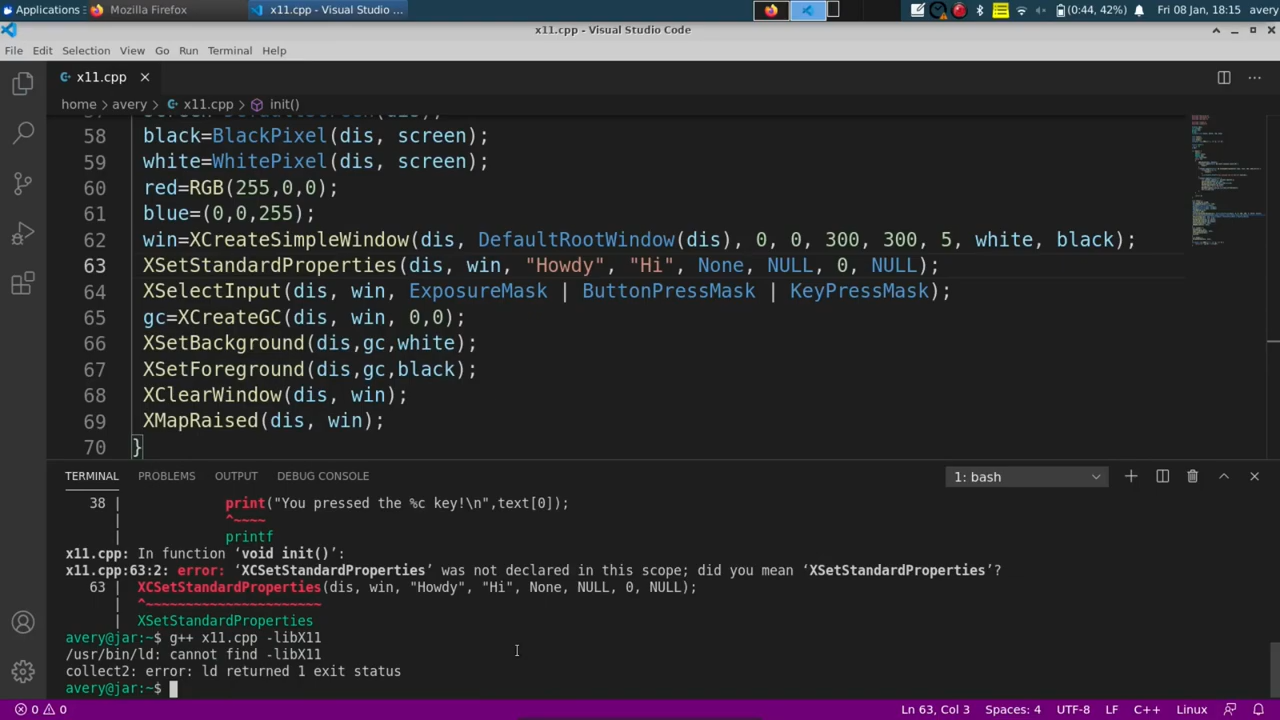 Applications
Mozilla Firefox
x11.cpp - Visual Studio ...
(0:44, 42%)
Fri 08 Jan, 18:15
avery
x11.cpp - Visual Studio Code
File Edit Selection View Go Run Terminal Help
x11.cpp
home > avery > x11.cpp > init()
58 black=BlackPixel(dis, screen);
59 white=WhitePixel(dis, screen);
60 red=RGB(255,0,0);
61 blue=(0,0,255);
62 win=XCreateSimpleWindow(dis, DefaultRootWindow(dis), 0, 0, 300, 300, 5, white, black);
63 XSetStandardProperties(dis, win, "Howdy", "Hi", None, NULL, 0, NULL);
64 XSelectInput(dis, win, ExposureMask | ButtonPressMask | KeyPressMask);
65 gc=XCreateGC(dis, win, 0,0);
66 XSetBackground(dis,gc,white);
67 XSetForeground(dis,gc,black);
68 XClearWindow(dis, win);
69 XMapRaised(dis, win);
70 }
TERMINAL PROBLEMS OUTPUT DEBUG CONSOLE
1: bash
38 | print("You pressed the %c key!\n",text[0]);
| ^~~~~
| printf
x11.cpp: In function ‘void init()’:
x11.cpp:63:2: error: ‘XCSetStandardProperties’ was not declared in this scope; did you mean ‘XSetStandardProperties’?
63 | XCSetStandardProperties(dis, win, "Howdy", "Hi", None, NULL, 0, NULL);
| ^~~~~~~~~~~~~~~~~~~~~~~
| XSetStandardProperties
avery@jar:~$ g++ x11.cpp -libX11
/usr/bin/ld: cannot find -libX11
collect2: error: ld returned 1 exit status
avery@jar:~$
0 0
Ln 63, Col 3 Spaces: 4 UTF-8 LF C++ Linux